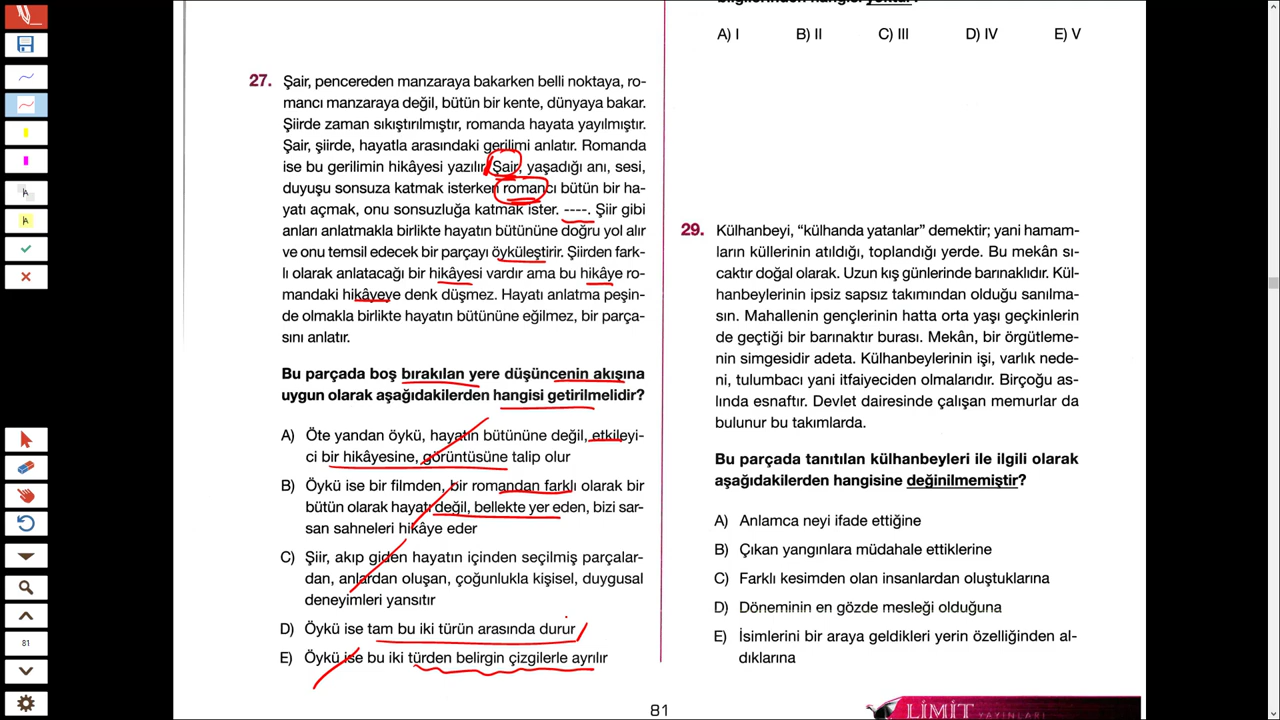 27. Şair, pencereden manzaraya bakarken belli noktaya, ro-
mancı manzaraya değil, bütün bir kente, dünyaya bakar.
Şiirde zaman sıkıştırılmıştır, romanda hayata yayılmıştır.
Şair, şiirde, hayatla arasındaki gerilimi anlatır. Romanda
ise bu gerilimin hikâyesi yazılır. Şair, yaşadığı anı, sesi,
duyuşu sonsuza katmak isterken romancı bütün bir ha-
yatı açmak, onu sonsuzluğa katmak ister. ----. Şiir gibi
anları anlatmakla birlikte hayatın bütününe doğru yol alır
ve onu temsil edecek bir parçayı öyküleştirir. Şiirden fark-
lı olarak anlatacağı bir hikâyesi vardır ama bu hikâye ro-
mandaki hikâyeye denk düşmez. Hayatı anlatma peşin-
de olmakla birlikte hayatın bütününe eğilmez, bir parça-
sını anlatır.
Bu parçada boş bırakılan yere düşüncenin akışına
uygun olarak aşağıdakilerden hangisi getirilmelidir?
A) Öte yandan öykü, hayatın bütününe değil, etkileyi-
ci bir hikâyesine, görüntüsüne talip olur
B) Öykü ise bir filmden, bir romandan farklı olarak bir
bütün olarak hayatı değil, bellekte yer eden, bizi sar-
san sahneleri hikâye eder
C) Şiir, akıp giden hayatın içinden seçilmiş parçalar-
dan, anlardan oluşan, çoğunlukla kişisel, duygusal
deneyimleri yansıtır
D) Öykü ise tam bu iki türün arasında durur
E) Öykü ise bu iki türden belirgin çizgilerle ayrılır
A) I B) II C) III D) IV E) V
29. Külhanbeyi, “külhanda yatanlar” demektir; yani hamam-
ların küllerinin atıldığı, toplandığı yerde. Bu mekân sı-
caktır doğal olarak. Uzun kış günlerinde barınaklıdır. Kül-
hanbeylerinin ipsiz sapsız takımından olduğu sanılma-
sın. Mahallenin gençlerinin hatta orta yaşı geçkinlerin
de geçtiği bir barınaktır burası. Mekân, bir örgütleme-
nin simgesidir adeta. Külhanbeylerinin işi, varlık nede-
ni, tulumbacı yani itfaiyeciden olmalarıdır. Birçoğu as-
lında esnaftır. Devlet dairesinde çalışan memurlar da
bulunur bu takımlarda.
Bu parçada tanıtılan külhanbeyleri ile ilgili olarak
aşağıdakilerden hangisine değinilmemiştir?
A) Anlamca neyi ifade ettiğine
B) Çıkan yangınlara müdahale ettiklerine
C) Farklı kesimden olan insanlardan oluştuklarına
D) Döneminin en gözde mesleği olduğuna
E) İsimlerini bir araya geldikleri yerin özelliğinden al-
dıklarına
81
81
LİMİT YAYINLARI